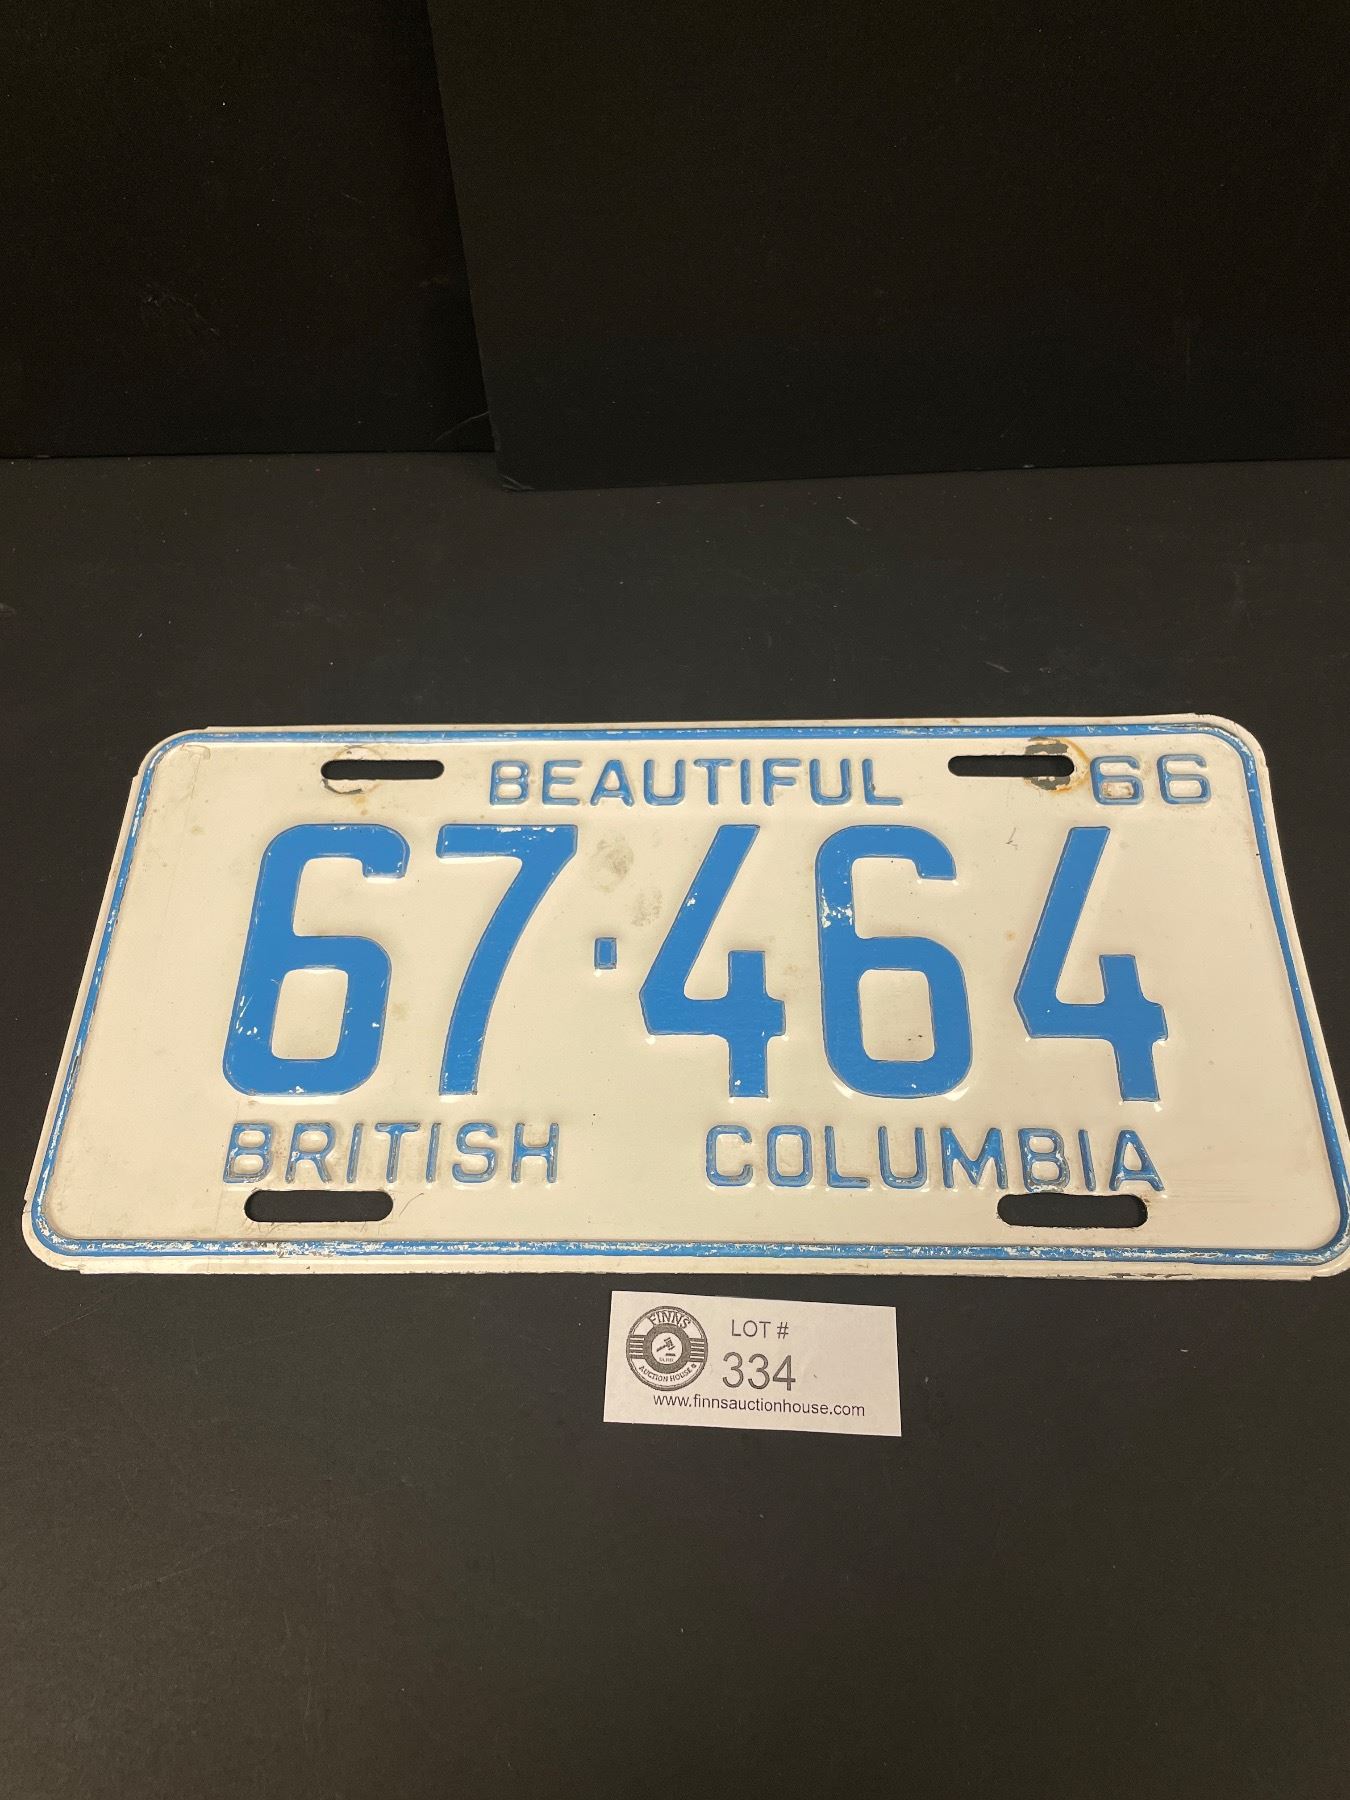 BEAUTIFUL 66
67-464
BRITISH COLUMBIA
FINNS
AUCTION HOUSE
LOT #
334
www.finnsauctionhouse.com